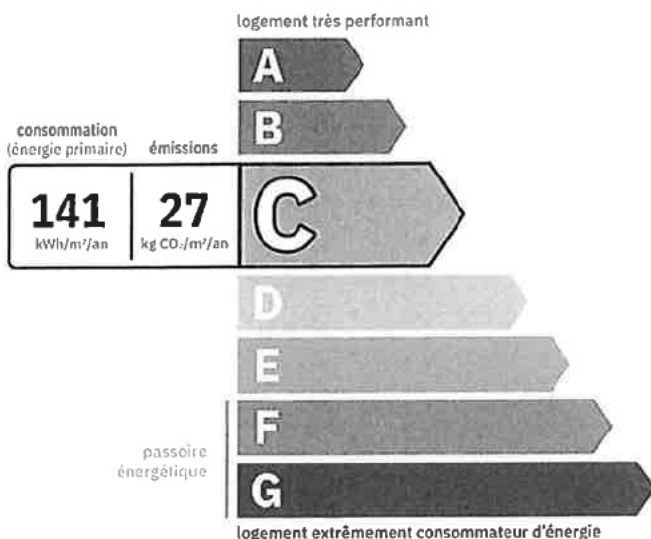 logement très performant
A
B
consommation
(énergie primaire)
émissions
141
kWh/m²/an
27
kg CO₂/m²/an
C
D
E
F
passoire
énergétique
G
logement extrêmement consommateur d'énergie